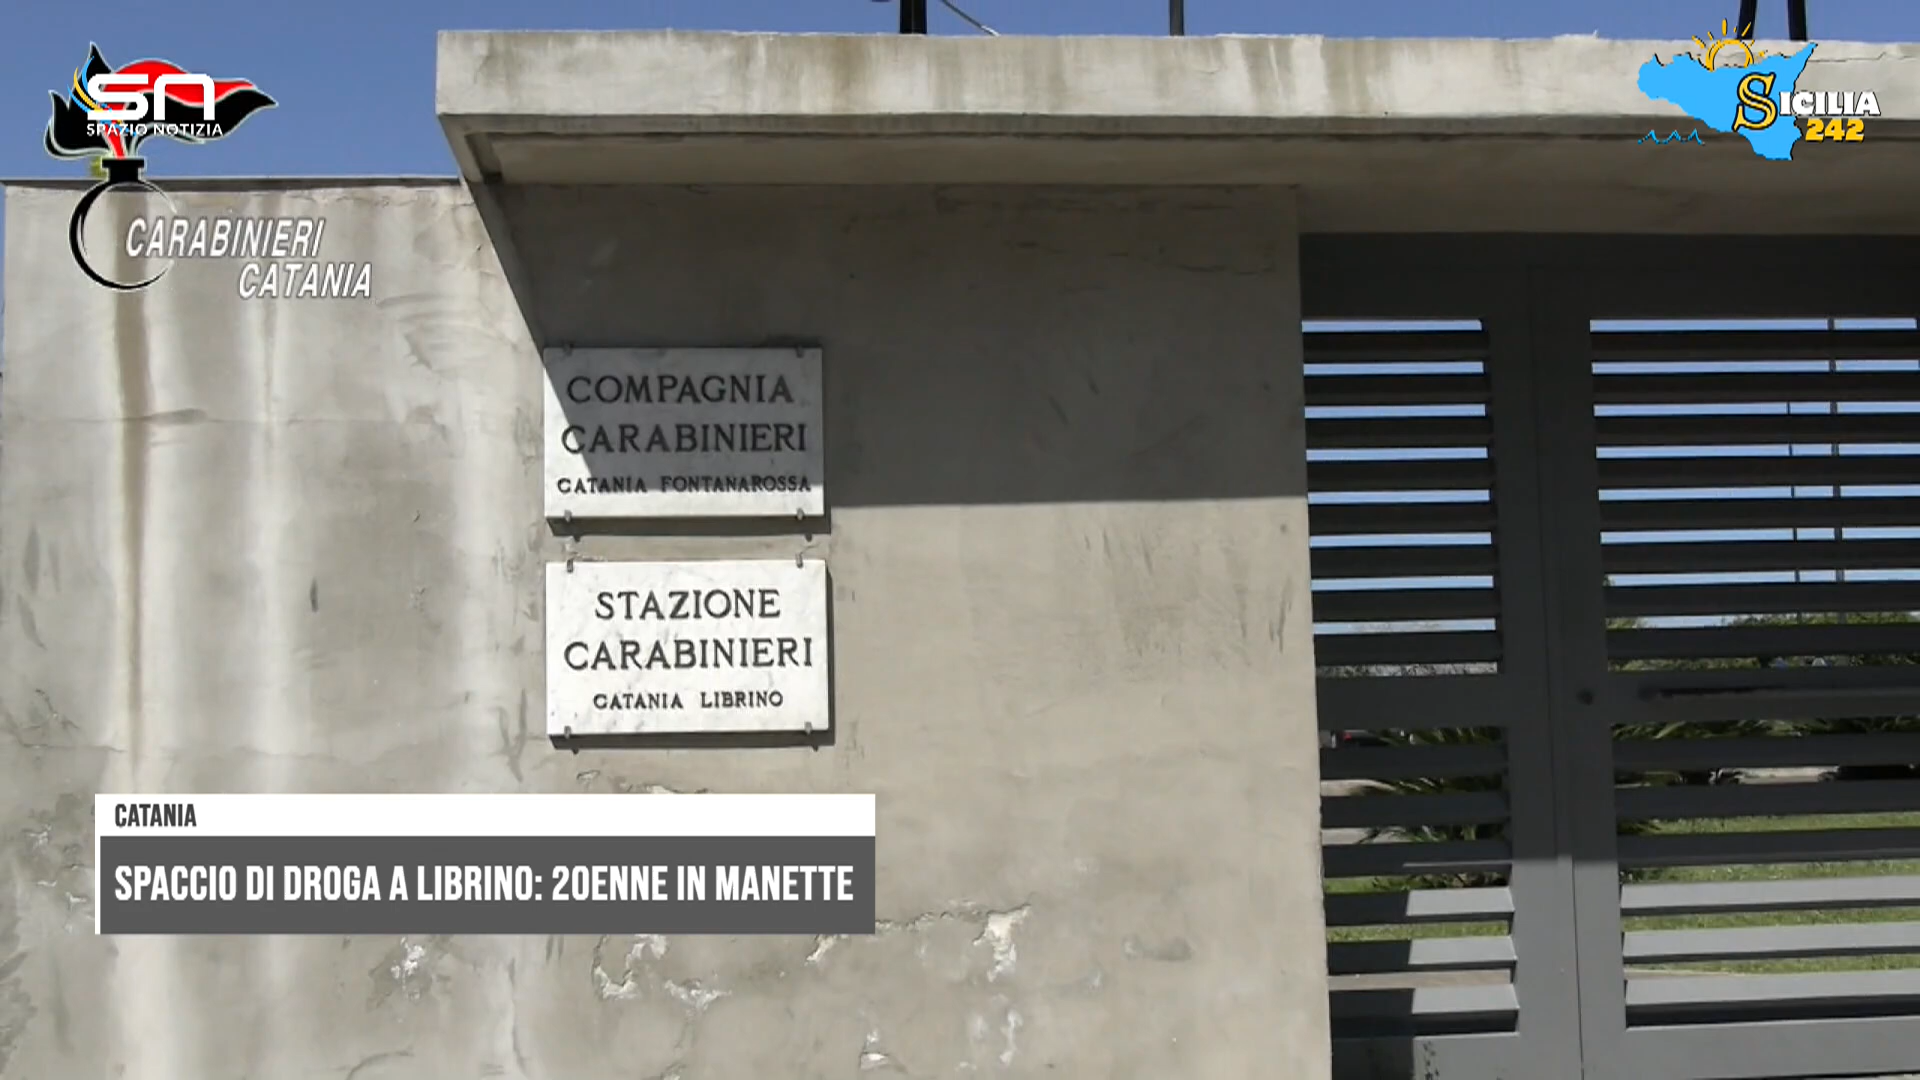 SN
SPAZIO NOTIZIA
CARABINIERI
CATANIA
SICILIA
242
COMPAGNIA
CARABINIERI
CATANIA FONTANAROSSA
STAZIONE
CARABINIERI
CATANIA LIBRINO
CATANIA
SPACCIO DI DROGA A LIBRINO: 20ENNE IN MANETTE